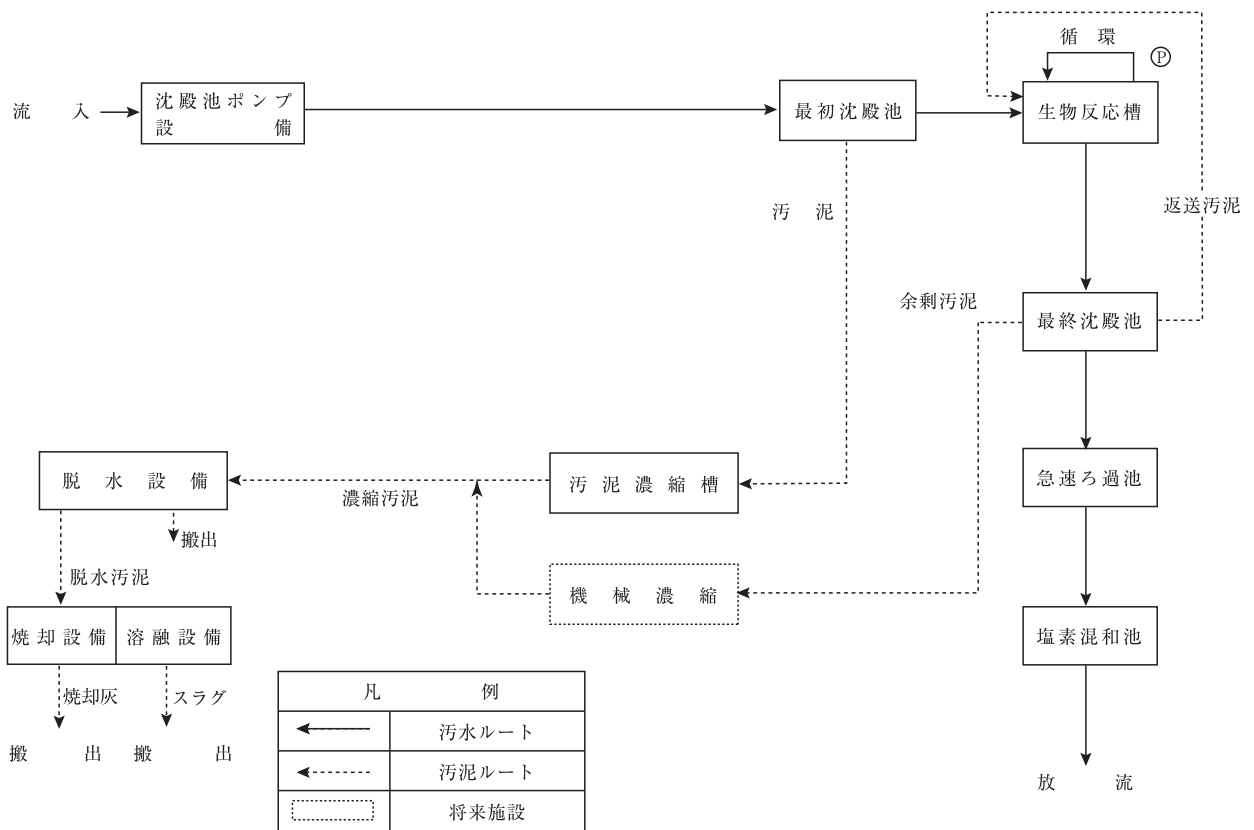 循環
Ⓟ
流入
沈殿池ポンプ
設備
最初沈殿池
生物反応槽
汚泥
返送汚泥
余剰汚泥
最終沈殿池
脱水設備
濃縮汚泥
汚泥濃縮槽
急速ろ過池
搬出
脱水汚泥
機械濃縮
焼却設備
溶融設備
塩素混和池
焼却灰
スラグ
搬出
搬出
凡例
汚水ルート
汚泥ルート
将来施設
放流